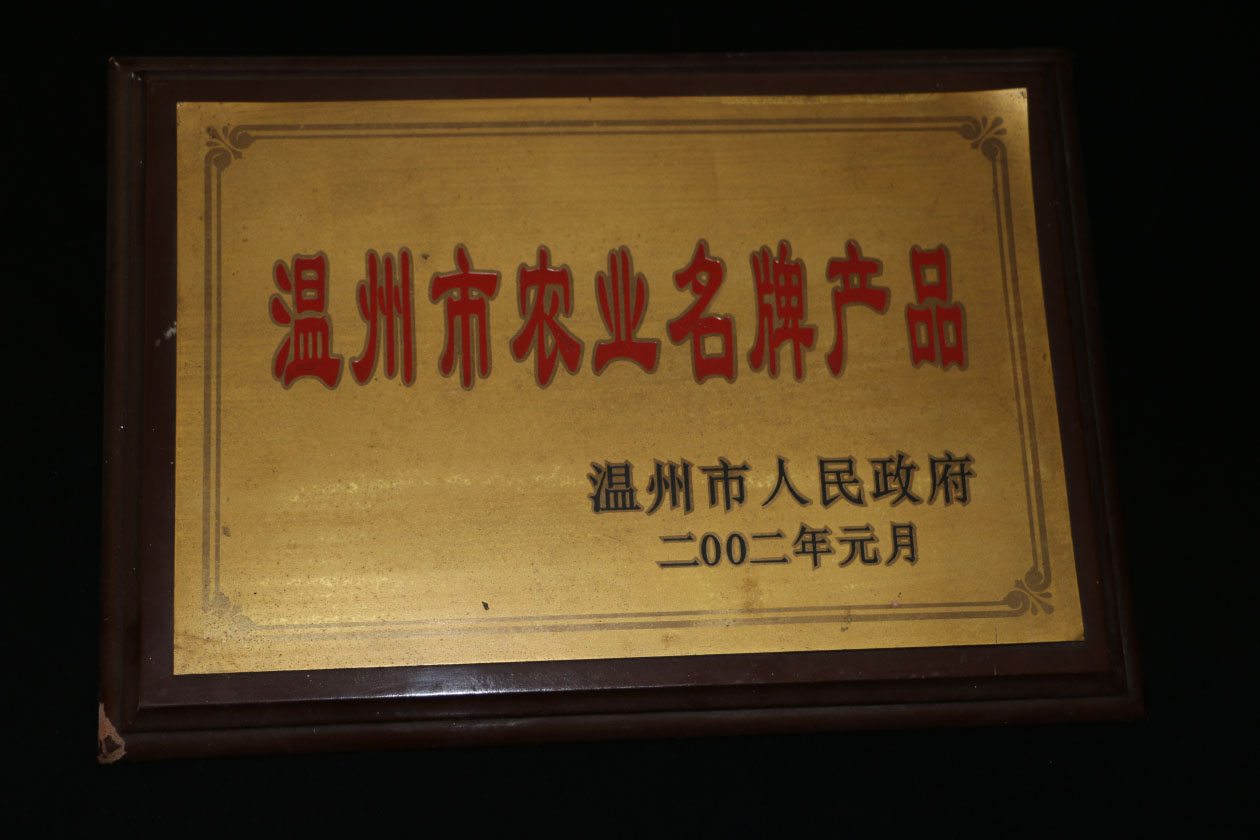 温州市农业名牌产品
温州市人民政府
二00二年元月